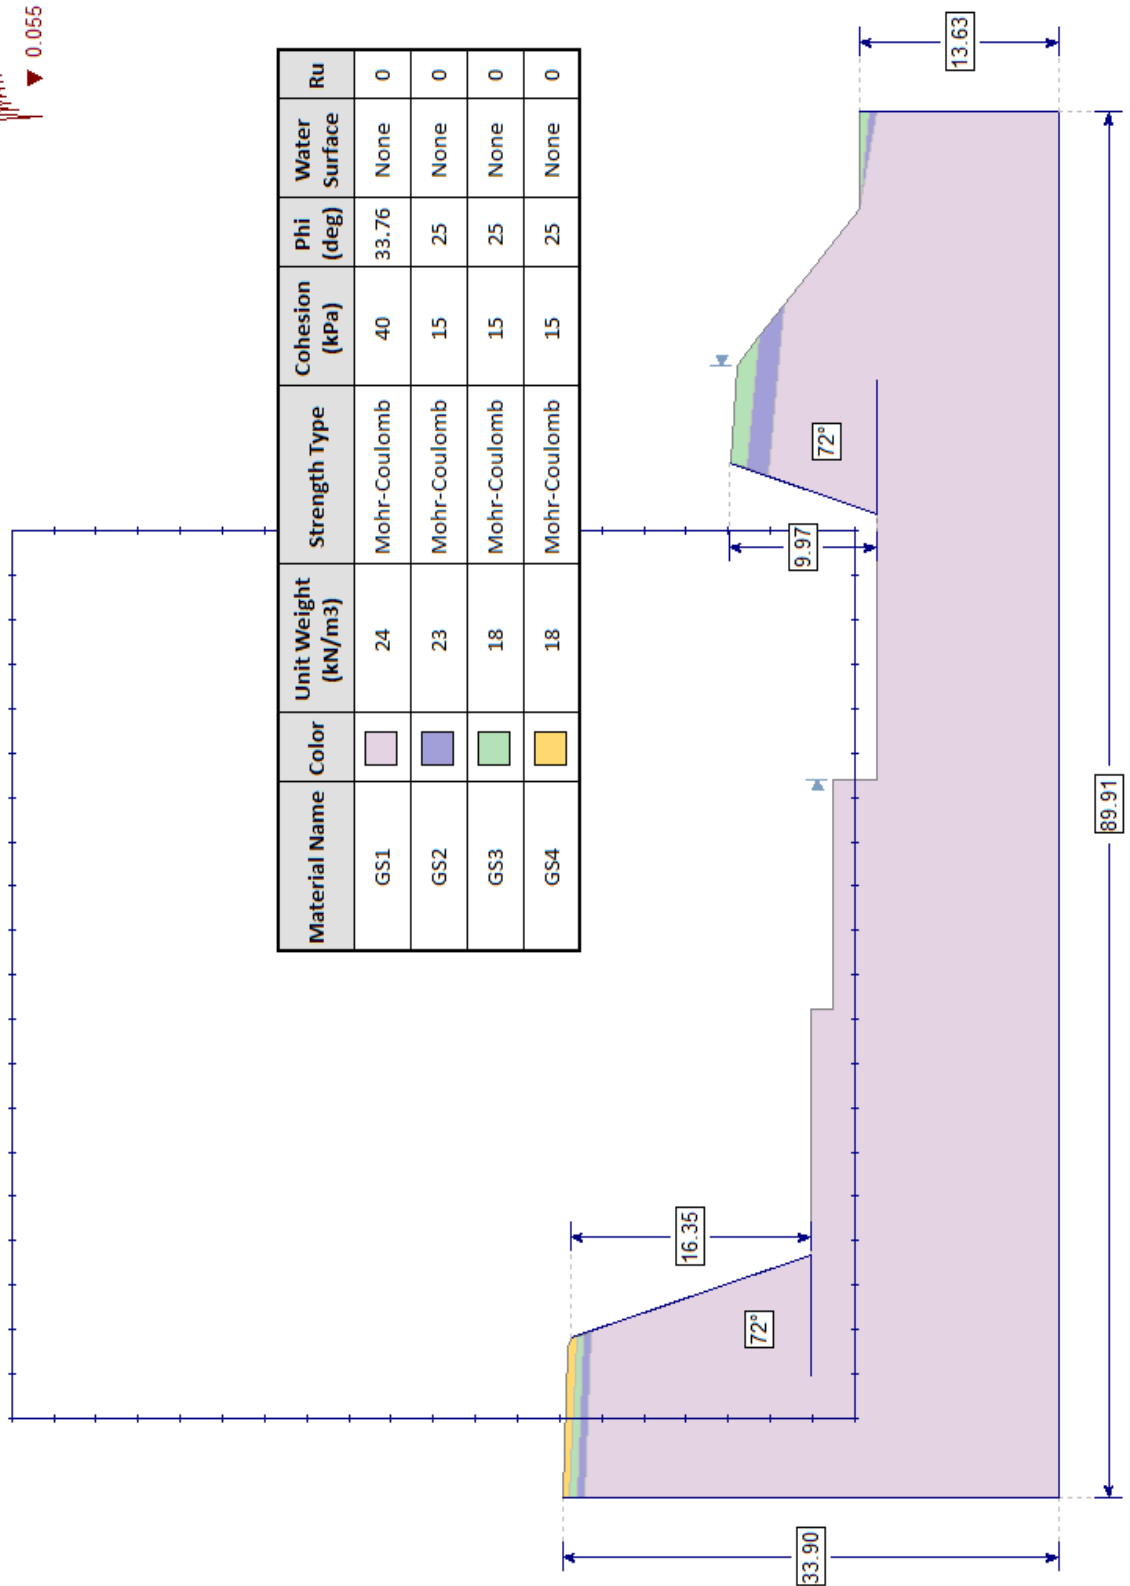 0.055
Material Name Color Unit Weight (kN/m3) Strength Type Cohesion (kPa) Phi (deg) Water Surface Ru
GS1 24 Mohr-Coulomb 40 33.76 None 0
GS2 23 Mohr-Coulomb 15 25 None 0
GS3 18 Mohr-Coulomb 15 25 None 0
GS4 18 Mohr-Coulomb 15 25 None 0
33.90
16.35
72°
9.97
72°
13.63
89.91